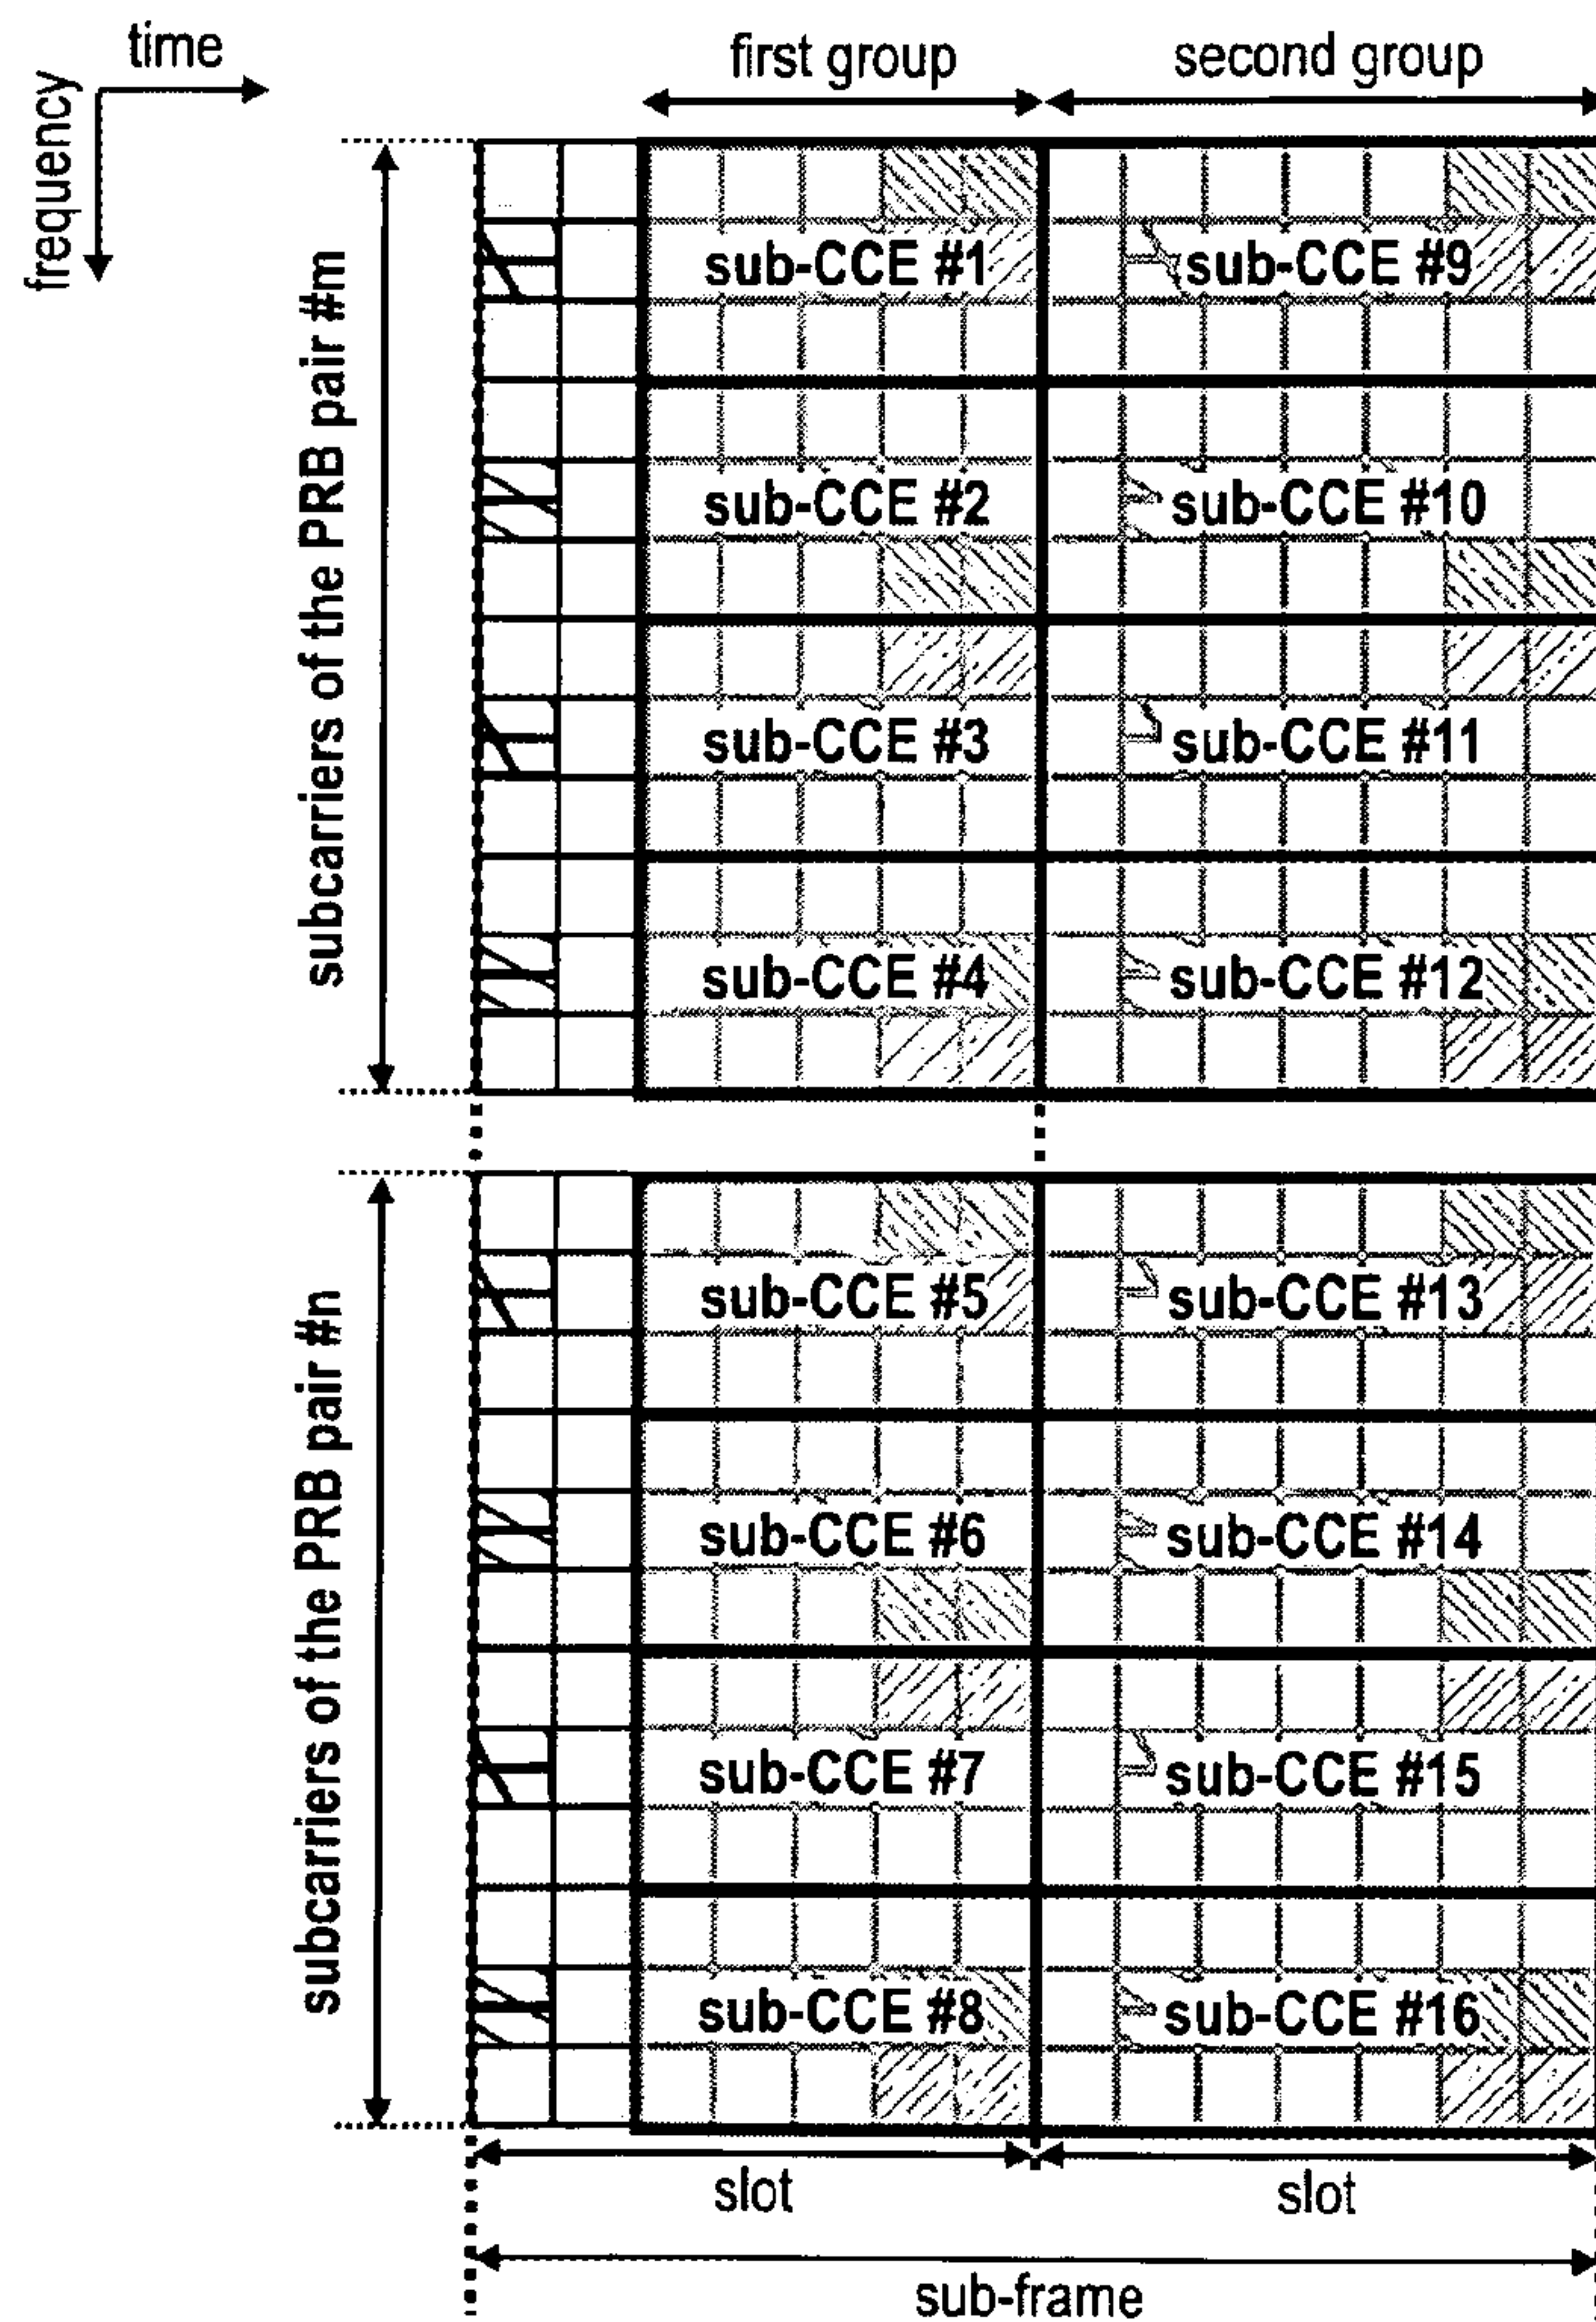 time
first group
second group
frequency
subcarriers of the PRB pair #m
sub-CCE #1
sub-CCE #9
sub-CCE #2
sub-CCE #10
sub-CCE #3
sub-CCE #11
sub-CCE #4
sub-CCE #12
subcarriers of the PRB pair #n
sub-CCE #5
sub-CCE #13
sub-CCE #6
sub-CCE #14
sub-CCE #7
sub-CCE #15
sub-CCE #8
sub-CCE #16
slot
slot
sub-frame